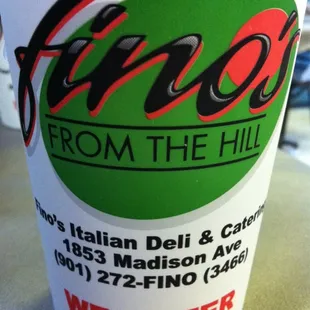 fino's
FROM THE HILL
Fino's Italian Deli & Catering
1853 Madison Ave
(901) 272-FINO (3466)